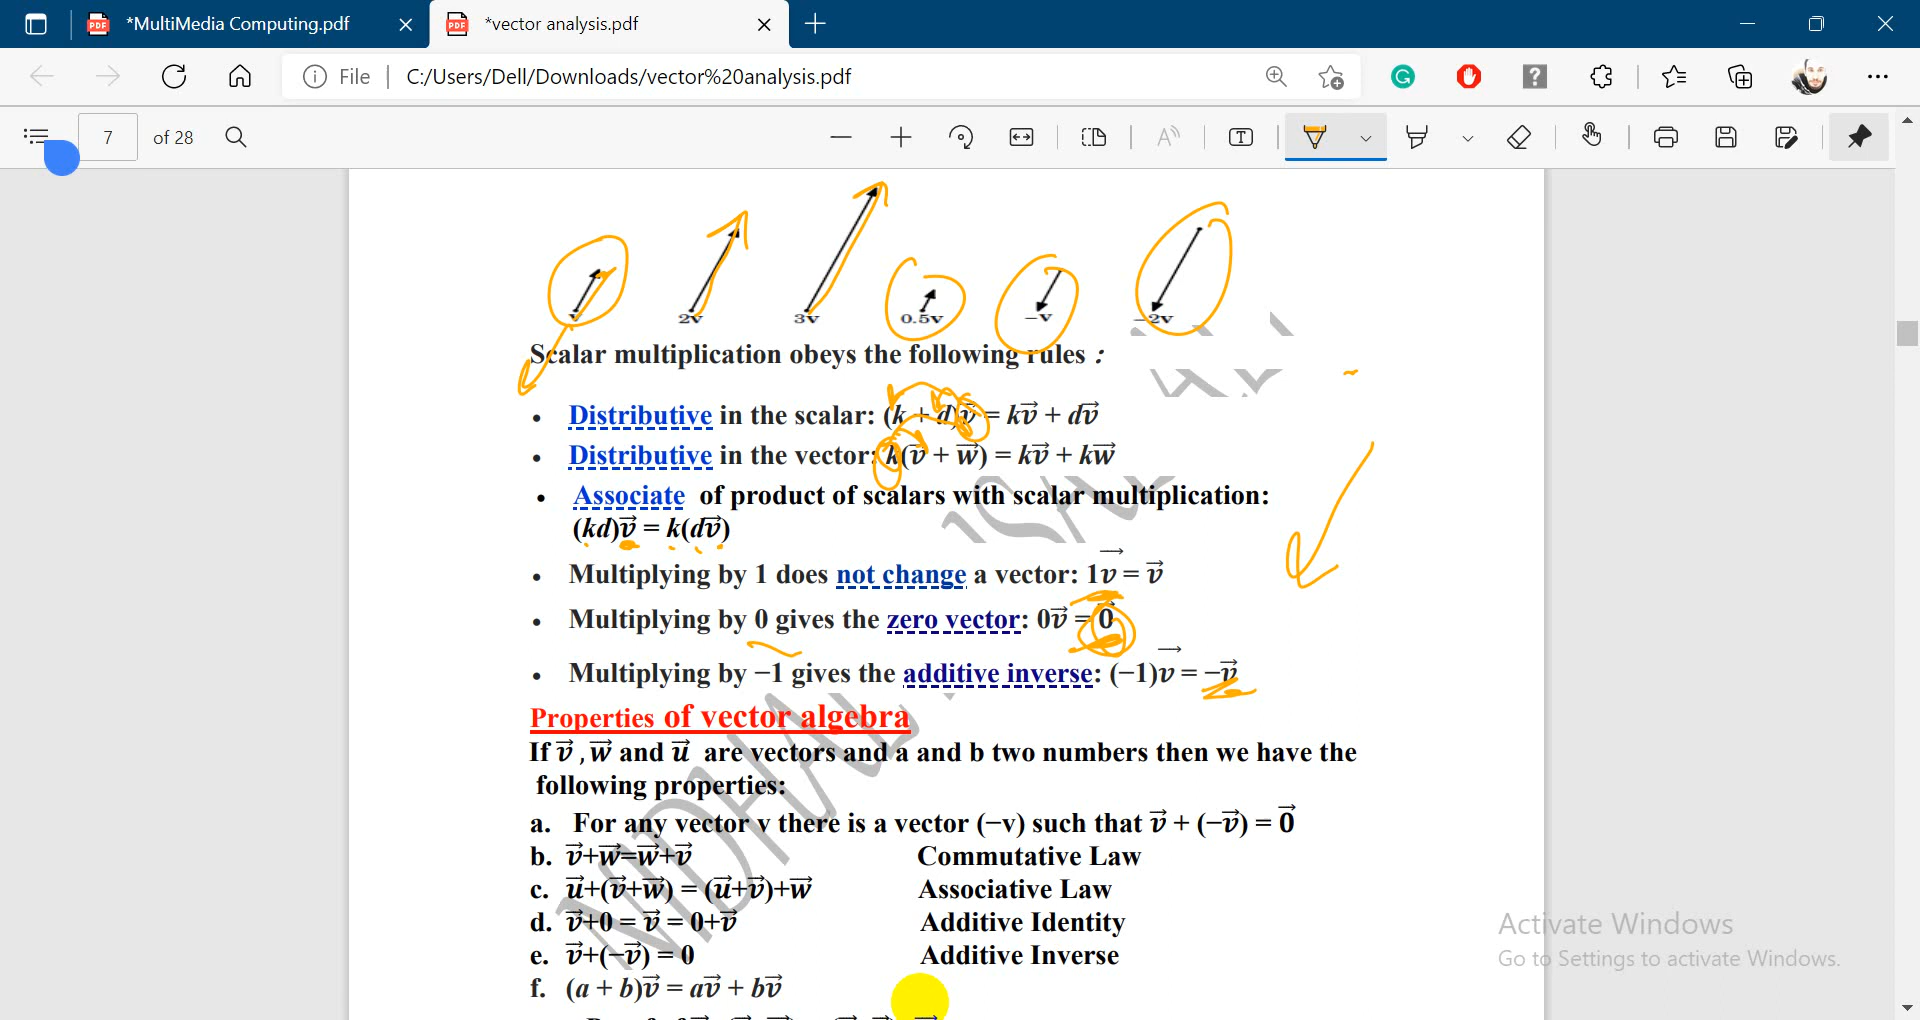 *MultiMedia Computing.pdf
*vector analysis.pdf
File
C:/Users/Dell/Downloads/vector%20analysis.pdf
7 of 28
v 2v 3v 0.5v −v −2v
Scalar multiplication obeys the following rules :
• Distributive in the scalar: (k + d)v⃗ = kv⃗ + dv⃗
• Distributive in the vector: k(v⃗ + w⃗) = kv⃗ + kw⃗
• Associate of product of scalars with scalar multiplication:
(kd)v⃗ = k(dv⃗)
• Multiplying by 1 does not change a vector: 1v⃗ = v⃗
• Multiplying by 0 gives the zero vector: 0v⃗ = 0⃗
• Multiplying by −1 gives the additive inverse: (−1)v⃗ = −v⃗
Properties of vector algebra
If v⃗ , w⃗ and u⃗ are vectors and a and b two numbers then we have the
following properties:
a. For any vector v there is a vector (−v) such that v⃗ + (−v⃗) = 0⃗
b. v⃗+w⃗=w⃗+v⃗ Commutative Law
c. u⃗+(v⃗+w⃗) = (u⃗+v⃗)+w⃗ Associative Law
d. v⃗+0 = v⃗ = 0+v⃗ Additive Identity
e. v⃗+(−v⃗) = 0 Additive Inverse
f. (a + b)v⃗ = av⃗ + bv⃗
Activate Windows
Go to Settings to activate Windows.